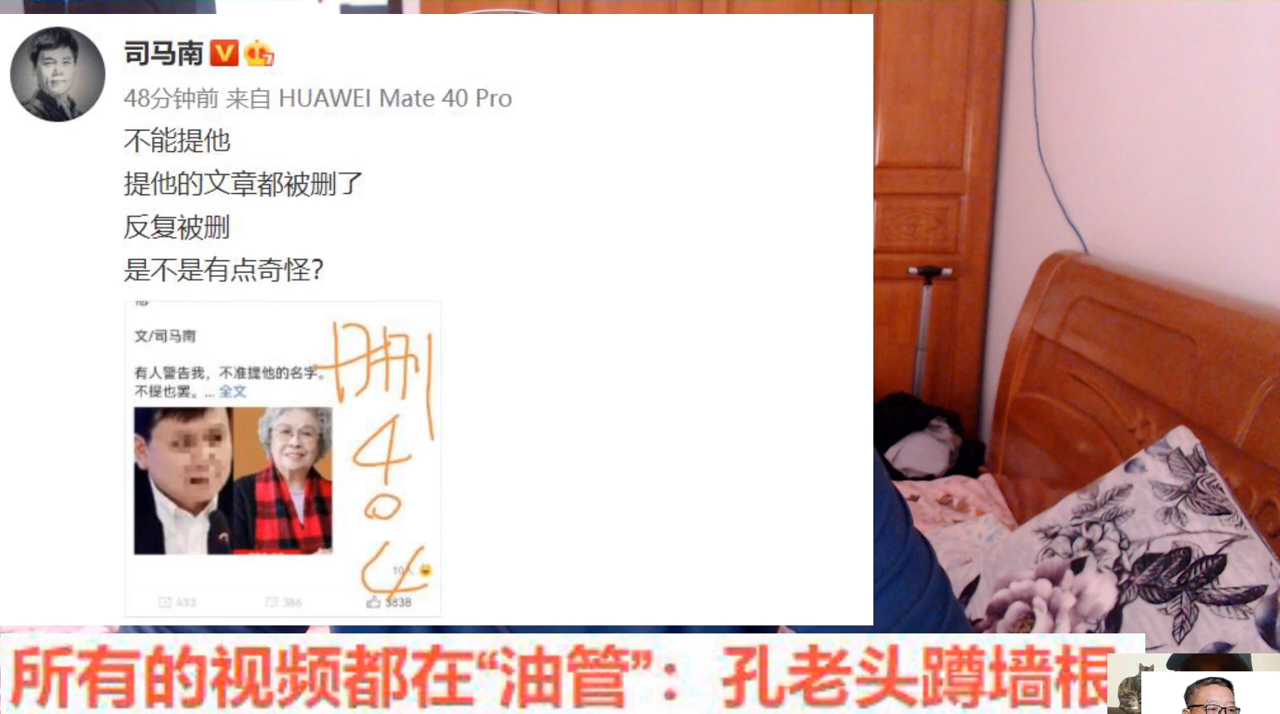 司马南
48分钟前 来自 HUAWEI Mate 40 Pro
不能提他
提他的文章都被删了
反复被删
是不是有点奇怪?
文/司马南
有人警告我，不准提他的名字。
不提也罢。... 全文
删
404
433
386
3838
所有的视频都在“油管”：孔老头蹲墙根